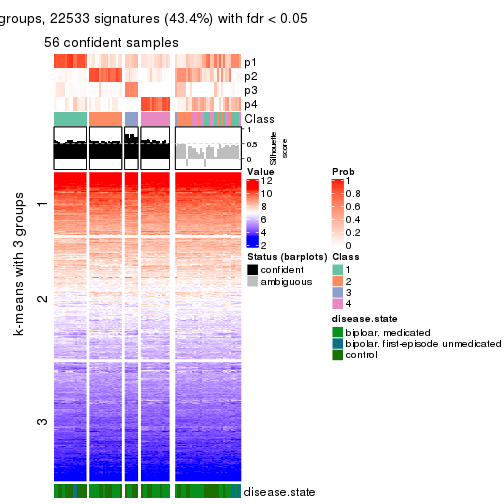 groups, 22533 signatures (43.4%) with fdr < 0.05
56 confident samples
p1
p2
p3
p4
Class
1
0.5
0
Silhouette
score
k-means with 3 groups
1
2
3
Value
12
10
8
6
4
2
Prob
1
0.8
0.6
0.4
0.2
0
Status (barplots)
confident
ambiguous
Class
1
2
3
4
disease.state
biploar. medicated
bipolar. first-episode unmedicated
control
disease.state